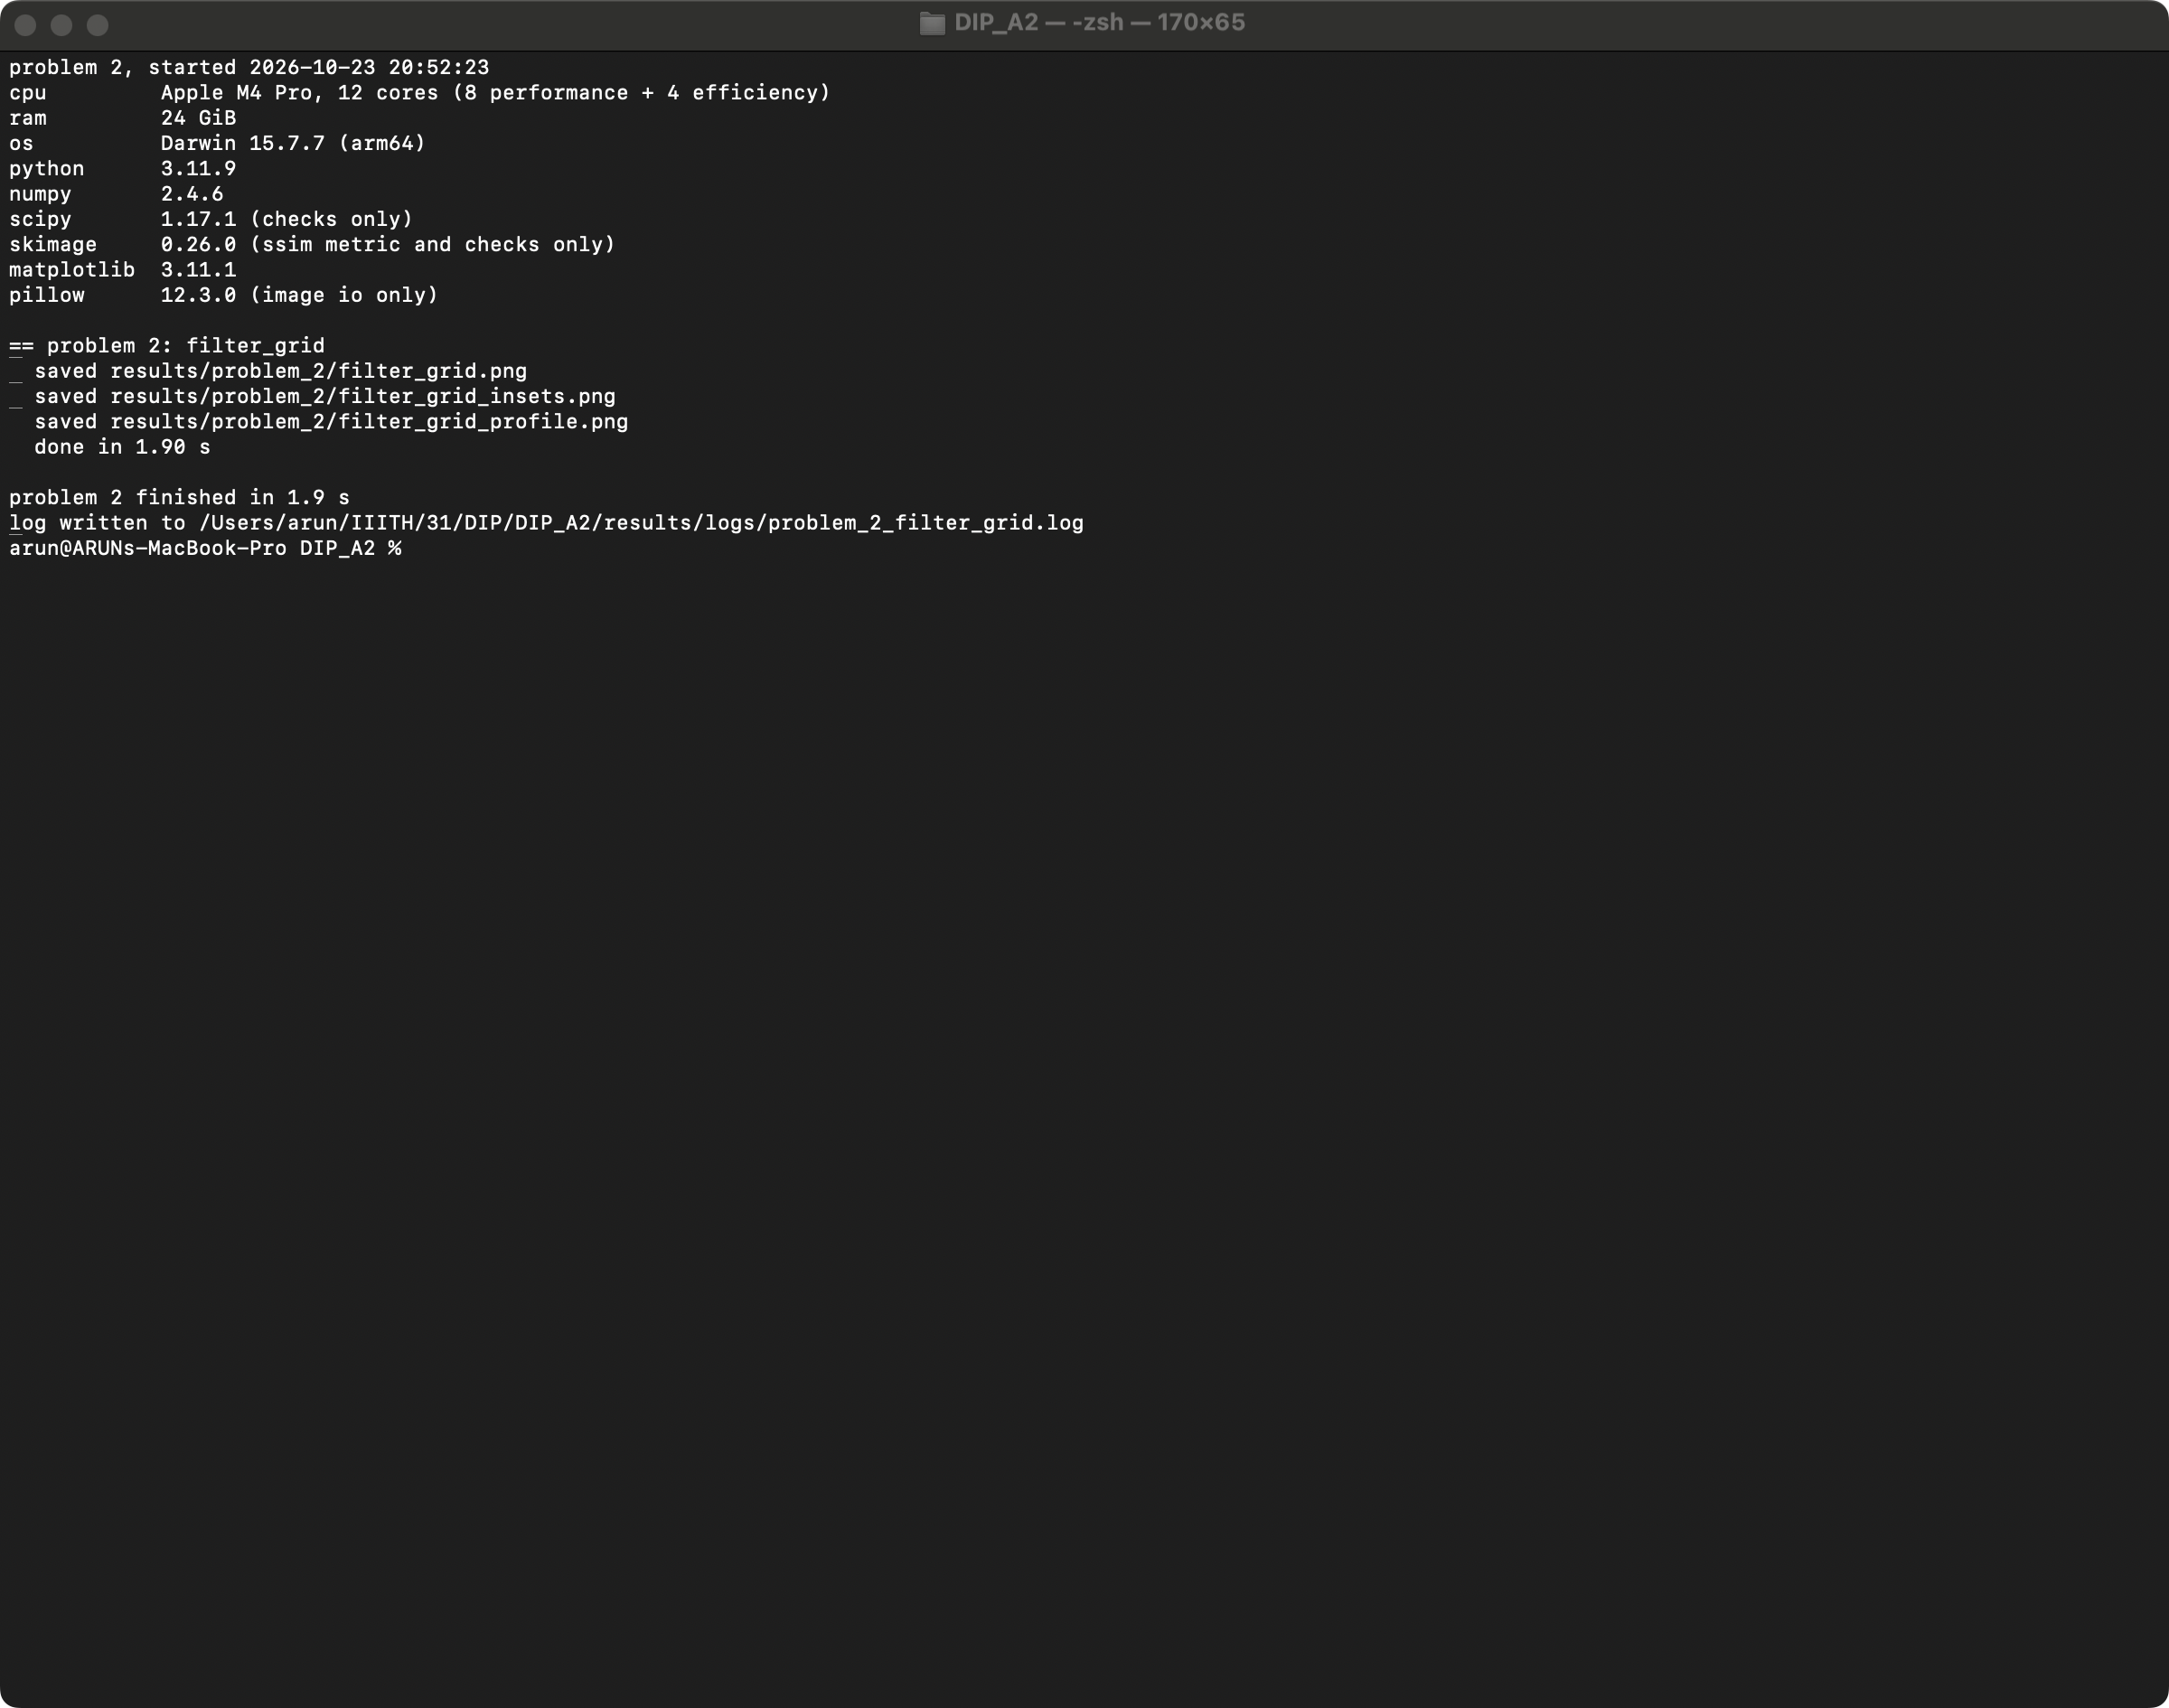 DIP_A2 — -zsh — 170×65
problem 2, started 2026-10-23 20:52:23
cpu         Apple M4 Pro, 12 cores (8 performance + 4 efficiency)
ram         24 GiB
os          Darwin 15.7.7 (arm64)
python      3.11.9
numpy       2.4.6
scipy       1.17.1 (checks only)
skimage     0.26.0 (ssim metric and checks only)
matplotlib  3.11.1
pillow      12.3.0 (image io only)

== problem 2: filter_grid
  saved results/problem_2/filter_grid.png
  saved results/problem_2/filter_grid_insets.png
  saved results/problem_2/filter_grid_profile.png
  done in 1.90 s

problem 2 finished in 1.9 s
log written to /Users/arun/IIITH/31/DIP/DIP_A2/results/logs/problem_2_filter_grid.log
arun@ARUNs-MacBook-Pro DIP_A2 %